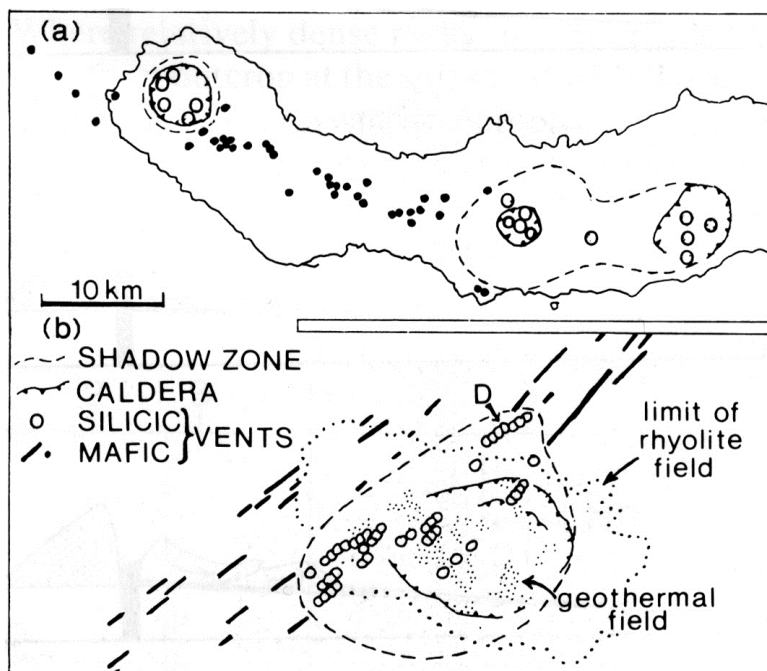 (a)
10 km
(b)
SHADOW ZONE
CALDERA
SILICIC
MAFIC
VENTS
D
limit of
rhyolite
field
geothermal
field